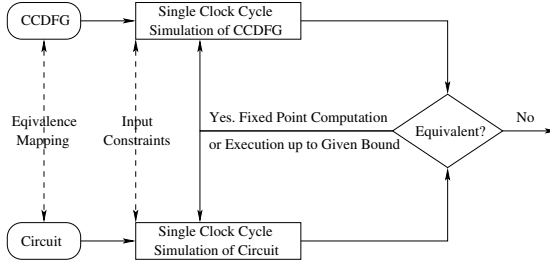 CCDFG
Single Clock Cycle
Simulation of CCDFG
Eqivalence
Mapping
Input
Constraints
Yes. Fixed Point Computation
or Execution up to Given Bound
Equivalent?
No
Circuit
Single Clock Cycle
Simulation of Circuit